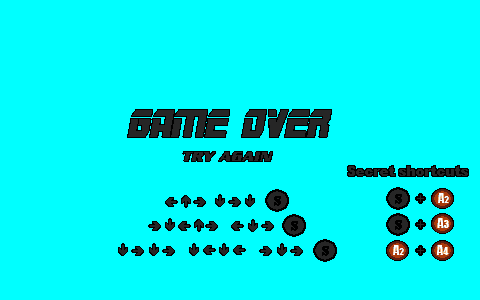 GAME OVER
TRY AGAIN
Secret shortcuts
← ↑ → ↓ → ↓ S
S + A2
→ ↓ ← ↑ → ← ↓ → S
S + A3
↓ → ↓ → ↓ ← ↓ ← → ↓ → S
A2 + A4